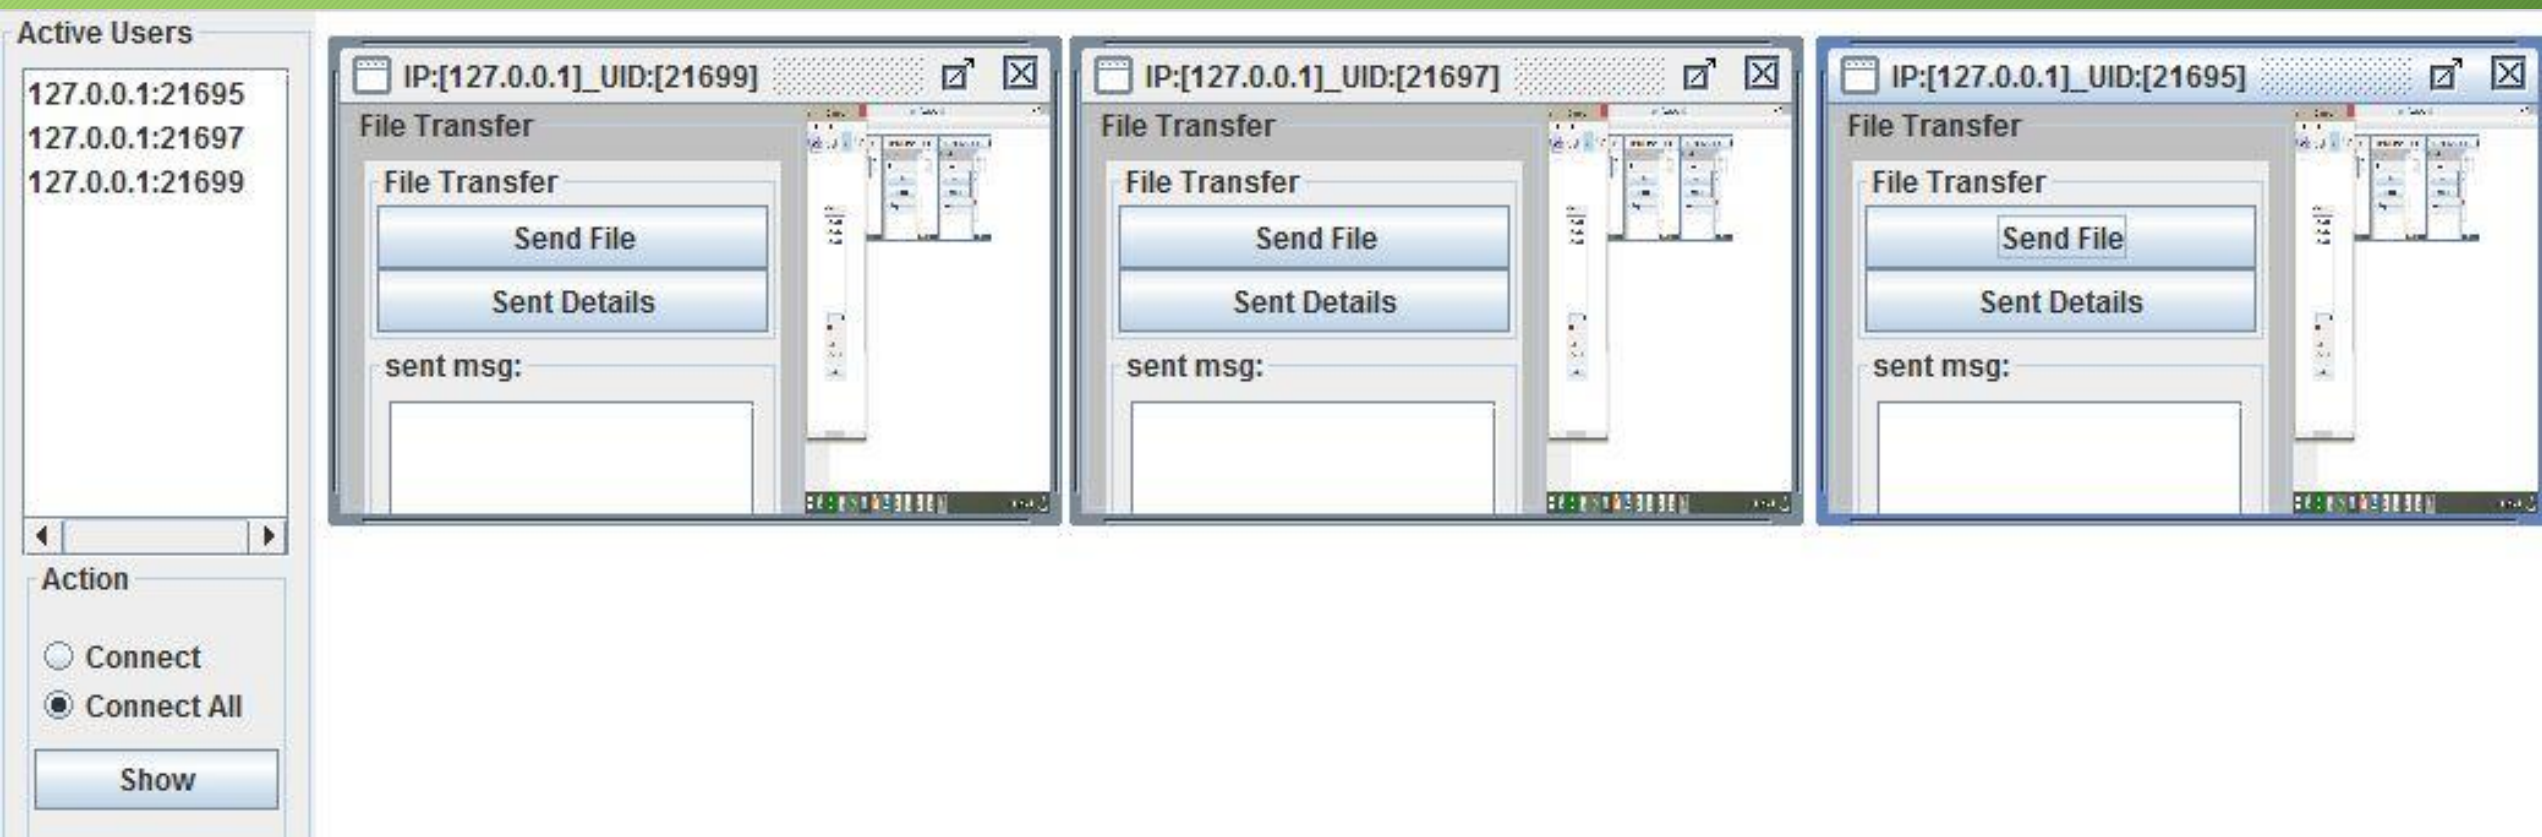 Active Users
127.0.0.1:21695
127.0.0.1:21697
127.0.0.1:21699
Action
Connect
Connect All
Show
IP:[127.0.0.1]_UID:[21699]
File Transfer
File Transfer
Send File
Sent Details
sent msg:
IP:[127.0.0.1]_UID:[21697]
File Transfer
File Transfer
Send File
Sent Details
sent msg:
IP:[127.0.0.1]_UID:[21695]
File Transfer
File Transfer
Send File
Sent Details
sent msg: